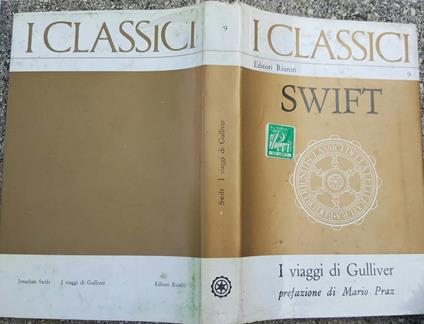 I CLASSICI
Jonathan Swift I viaggi di Gulliver Editori Riuniti
9
Swift I viaggi di Gulliver
I CLASSICI
Editori Riuniti 9
SWIFT
I viaggi di Gulliver
prefazione di Mario Praz